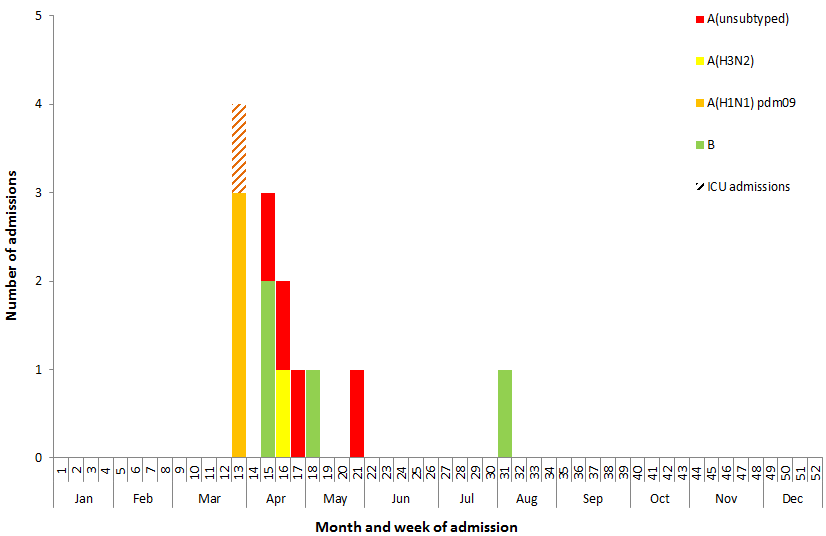 5
4
3
2
1
0
Number of admissions
A(unsubtyped)
A(H3N2)
A(H1N1) pdm09
B
ICU admissions
1 2 3 4 5 6 7 8 9 10 11 12 13 14 15 16 17 18 19 20 21 22 23 24 25 26 27 28 29 30 31 32 33 34 35 36 37 38 39 40 41 42 43 44 45 46 47 48 49 50 51 52
Jan Feb Mar Apr May Jun Jul Aug Sep Oct Nov Dec
Month and week of admission